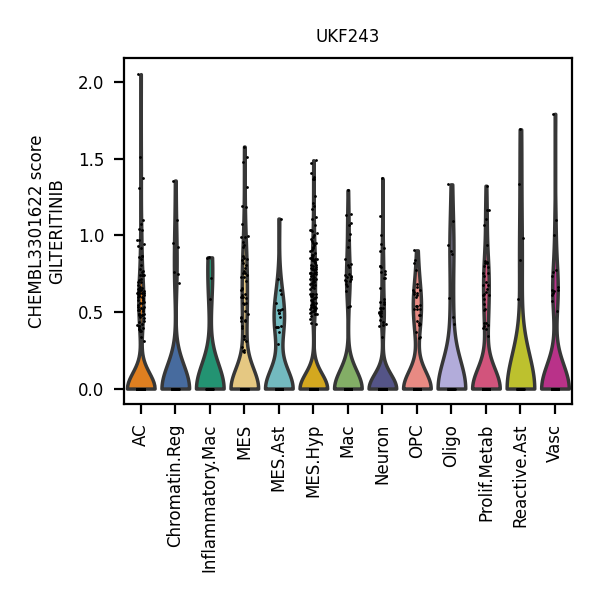 UKF243
CHEMBL3301622 score
GILTERITINIB
2.0
1.5
1.0
0.5
0.0
AC
Chromatin.Reg
Inflammatory.Mac
MES
MES.Ast
MES.Hyp
Mac
Neuron
OPC
Oligo
Prolif.Metab
Reactive.Ast
Vasc